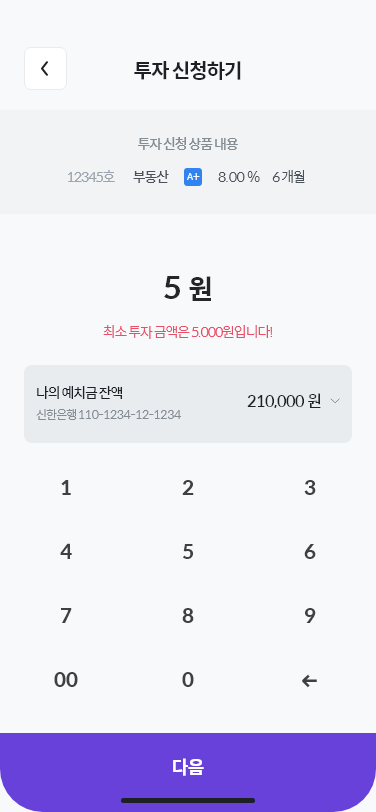 투자 신청하기
투자 신청 상품 내용
12345호 부동산 A+ 8.00 % 6개월
5 원
최소 투자 금액은 5.000원입니다!
나의 예치금 잔액
210,000 원
신한은행 110-1234-12-1234
1 2 3
4 5 6
7 8 9
00 0 ←
다음